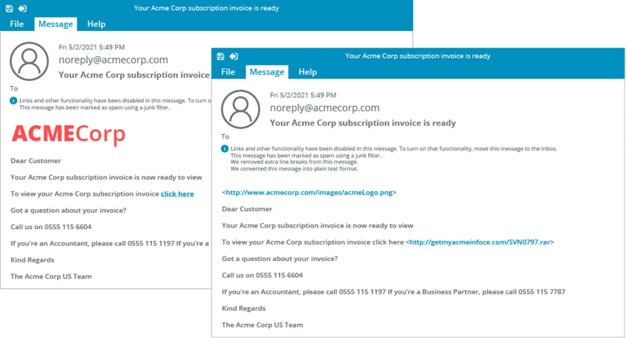 Your Acme Corp subscription invoice is ready
File Message Help
Fri 5/2/2021 5:49 PM
noreply@acmecorp.com
Your Acme Corp subscription invoice
To
Links and other functionality have been disabled in this message. To turn o
This message has been marked as spam using a junk filter.
ACMECorp
Dear Customer
Your Acme Corp subscription invoice is now ready to view
To view your Acme Corp subscription invoice click here
Got a question about your invoice?
Call us on 0555 115 6604
If you're an Accountant, please call 0555 115 1197 If you're a
Kind Regards
The Acme Corp US Team
Your Acme Corp subscription invoice is ready
File Message Help
Fri 5/2/2021 5:49 PM
noreply@acmecorp.com
Your Acme Corp subscription invoice is ready
To
Links and other functionality have been disabled in this message. To turn on that functionality, move this message to the inbox.
This message has been marked as spam using a junk filter.
We removed extra line breaks from this message.
We converted this message into plain text format.
<http://www.acmecorp.com/images/acmeLogo.png>
Dear Customer
Your Acme Corp subscription invoice is now ready to view
To view your Acme Corp subscription invoice click here <http://getmyacmeinfoce.com/SVN0797.rar>
Got a question about your invoice?
Call us on 0555 115 6604
If you're an Accountant, please call 0555 115 1197 If you're a Business Partner, please call 0555 115 7787
Kind Regards
The Acme Corp US Team